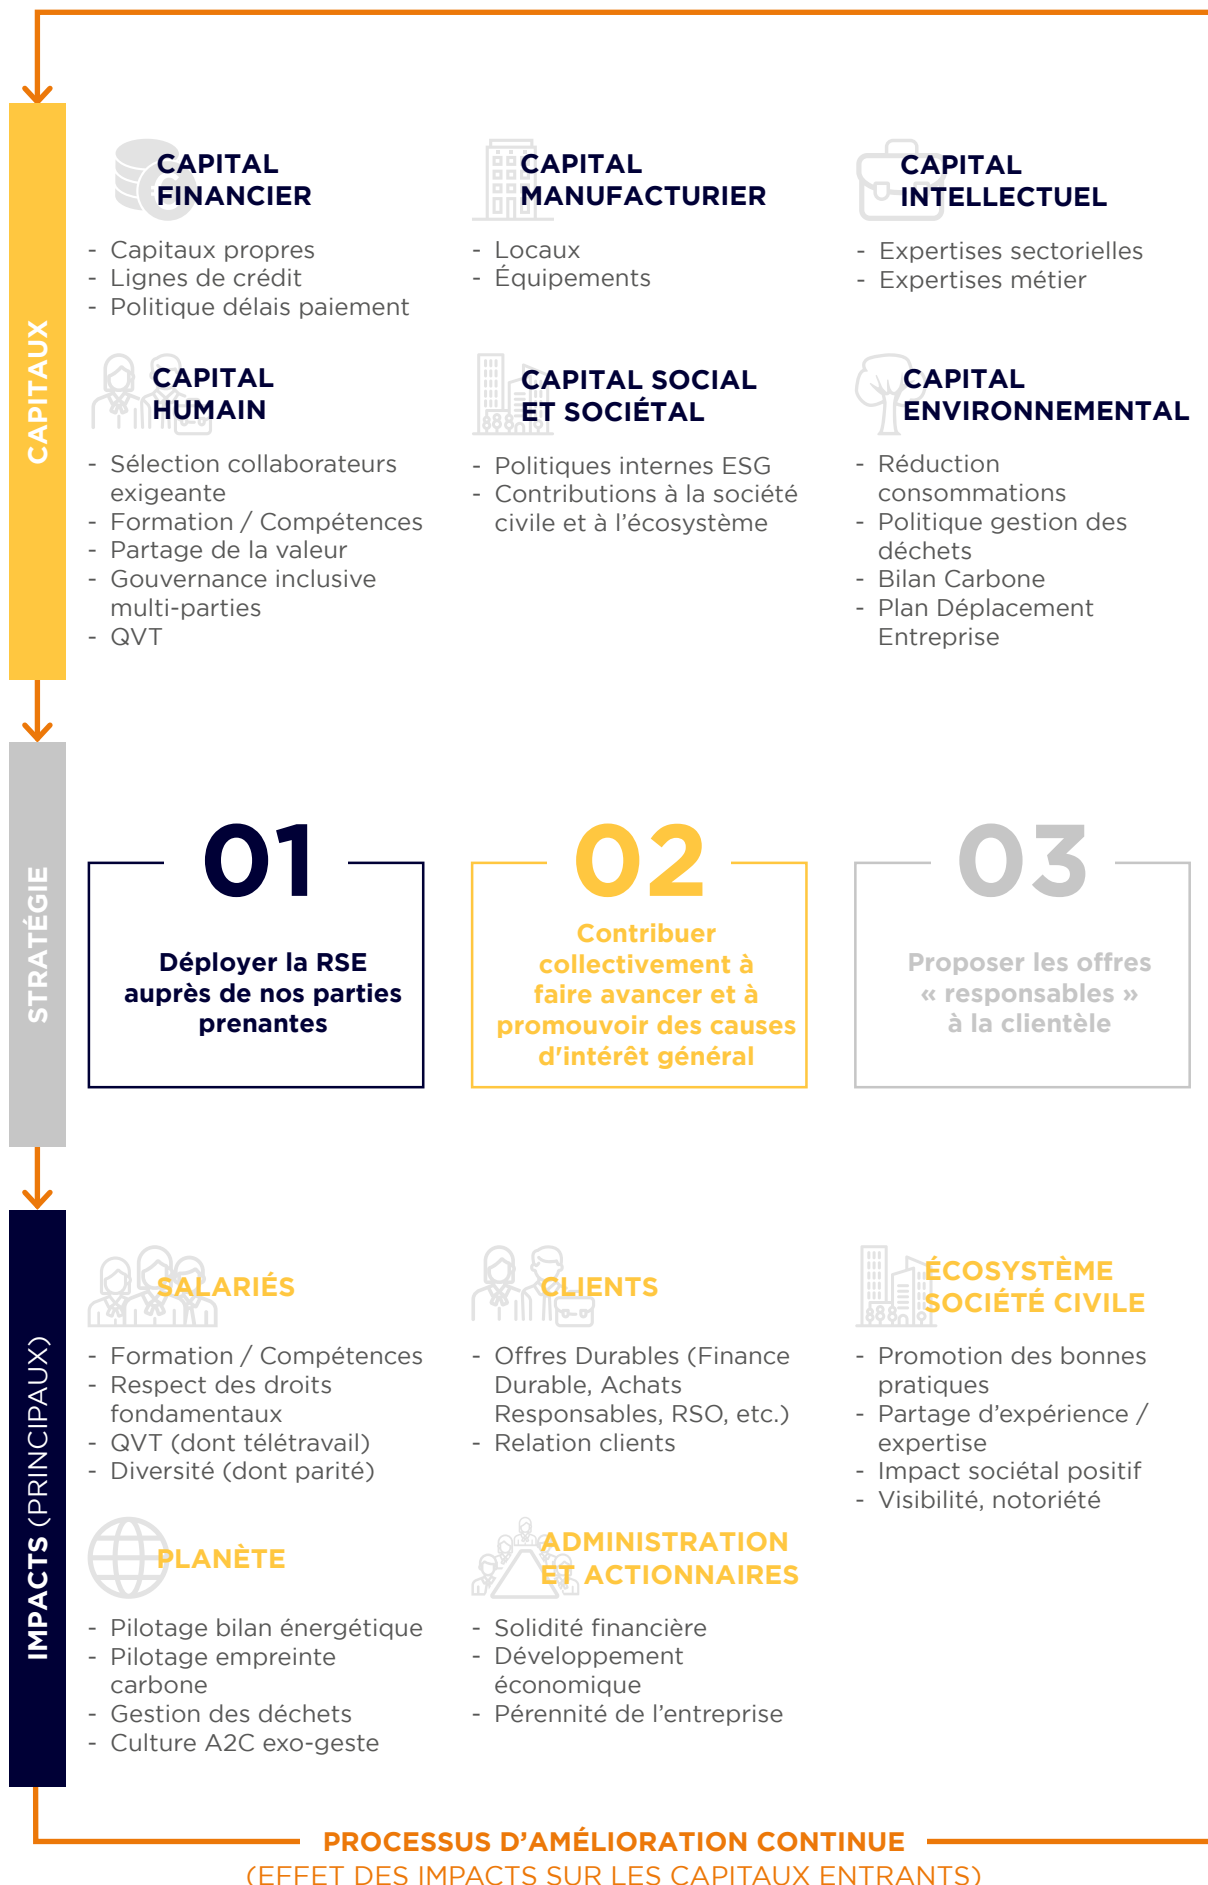 CAPITAUX
CAPITAL
FINANCIER
- Capitaux propres
- Lignes de crédit
- Politique délais paiement
CAPITAL
MANUFACTURIER
- Locaux
- Équipements
CAPITAL
INTELLECTUEL
- Expertises sectorielles
- Expertises métier
CAPITAL
HUMAIN
- Sélection collaborateurs
exigeante
- Formation / Compétences
- Partage de la valeur
- Gouvernance inclusive
multi-parties
- QVT
CAPITAL SOCIAL
ET SOCIÉTAL
- Politiques internes ESG
- Contributions à la société
civile et à l’écosystème
CAPITAL
ENVIRONNEMENTAL
- Réduction
consommations
- Politique gestion des
déchets
- Bilan Carbone
- Plan Déplacement
Entreprise
STRATÉGIE
01
Déployer la RSE
auprès de nos parties
prenantes
02
Contribuer
collectivement à
faire avancer et à
promouvoir des causes
d'intérêt général
03
Proposer les offres
« responsables »
à la clientèle
IMPACTS (PRINCIPAUX)
SALARIÉS
- Formation / Compétences
- Respect des droits
fondamentaux
- QVT (dont télétravail)
- Diversité (dont parité)
CLIENTS
- Offres Durables (Finance
Durable, Achats
Responsables, RSO, etc.)
- Relation clients
ÉCOSYSTÈME
SOCIÉTÉ CIVILE
- Promotion des bonnes
pratiques
- Partage d’expérience /
expertise
- Impact sociétal positif
- Visibilité, notoriété
PLANÈTE
- Pilotage bilan énergétique
- Pilotage empreinte
carbone
- Gestion des déchets
- Culture A2C exo-geste
ADMINISTRATION
ET ACTIONNAIRES
- Solidité financière
- Développement
économique
- Pérennité de l’entreprise
PROCESSUS D’AMÉLIORATION CONTINUE
(EFFET DES IMPACTS SUR LES CAPITAUX ENTRANTS)